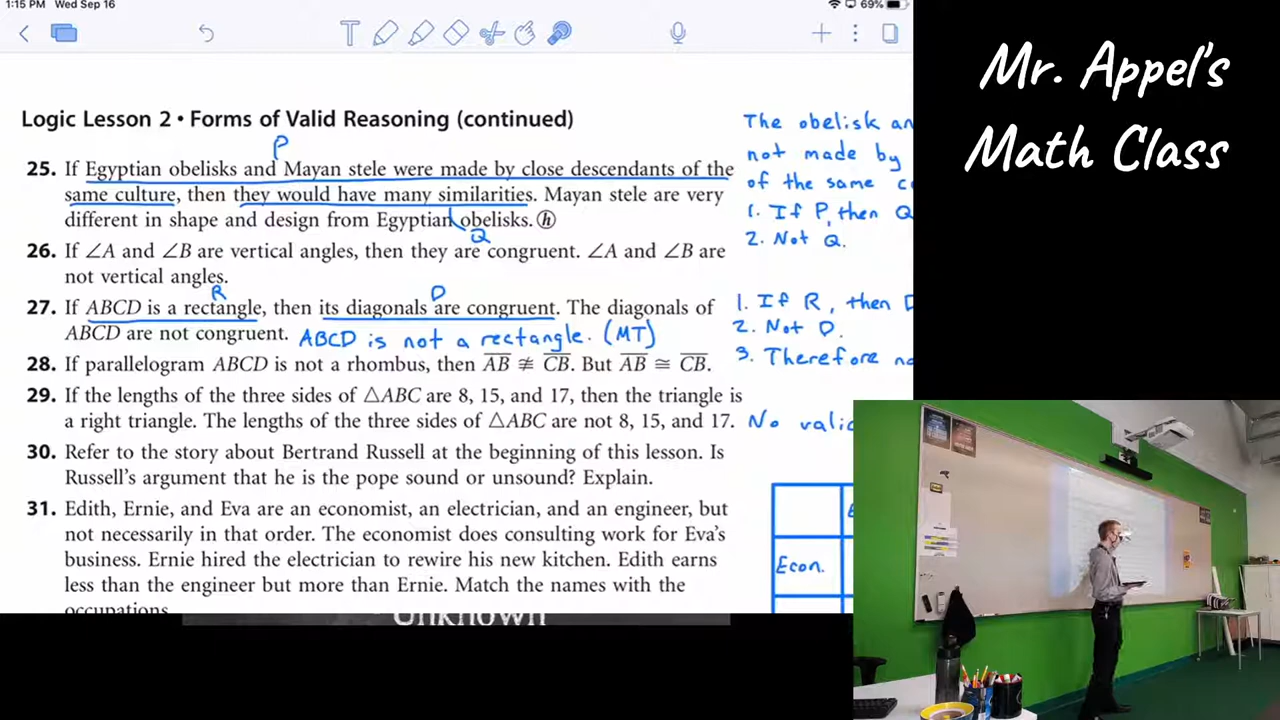 1:15 PM Wed Sep 16
69%
Mr. Appel's
Math Class
Logic Lesson 2 • Forms of Valid Reasoning (continued)
P
25. If Egyptian obelisks and Mayan stele were made by close descendants of the
same culture, then they would have many similarities. Mayan stele are very
different in shape and design from Egyptian obelisks. ⓗ
Q
26. If ∠A and ∠B are vertical angles, then they are congruent. ∠A and ∠B are
not vertical angles.
R D
27. If ABCD is a rectangle, then its diagonals are congruent. The diagonals of
ABCD are not congruent. ABCD is not a rectangle. (MT)
28. If parallelogram ABCD is not a rhombus, then AB ≇ CB. But AB ≅ CB.
29. If the lengths of the three sides of △ABC are 8, 15, and 17, then the triangle is
a right triangle. The lengths of the three sides of △ABC are not 8, 15, and 17.
30. Refer to the story about Bertrand Russell at the beginning of this lesson. Is
Russell's argument that he is the pope sound or unsound? Explain.
31. Edith, Ernie, and Eva are an economist, an electrician, and an engineer, but
not necessarily in that order. The economist does consulting work for Eva's
business. Ernie hired the electrician to rewire his new kitchen. Edith earns
less than the engineer but more than Ernie. Match the names with the
occupations.
The obelisk an
not made by
of the same c
1. If P, then Q
2. Not Q.
1. If R, then D
2. Not D.
3. Therefore no
No valid
E
Econ.
Unknown